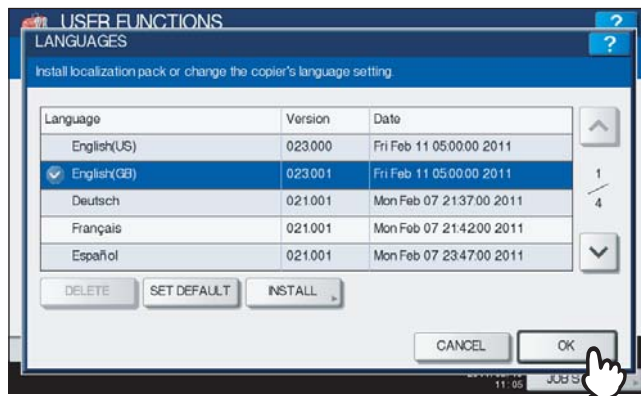 USER FUNCTIONS ?
LANGUAGES ?
Install localization pack or change the copier's language setting.
Language Version Date
English(US) 023.000 Fri Feb 11 05:00:00 2011
English(GB) 023.001 Fri Feb 11 05:00:00 2011
Deutsch 021.001 Mon Feb 07 21:37:00 2011
Français 021.001 Mon Feb 07 21:42:00 2011
Español 021.001 Mon Feb 07 23:47:00 2011
1
4
DELETE SET DEFAULT INSTALL
CANCEL OK
11:05 JOB S